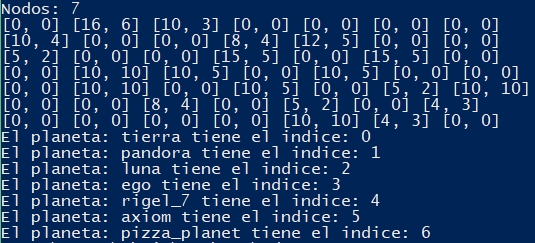 Nodos: 7
[0, 0] [16, 6] [10, 3] [0, 0] [0, 0] [0, 0] [0, 0]
[10, 4] [0, 0] [0, 0] [8, 4] [12, 5] [0, 0] [0, 0]
[5, 2] [0, 0] [0, 0] [15, 5] [0, 0] [15, 5] [0, 0]
[0, 0] [10, 10] [10, 5] [0, 0] [10, 5] [0, 0] [0, 0]
[0, 0] [10, 10] [0, 0] [10, 5] [0, 0] [5, 2] [10, 10]
[0, 0] [0, 0] [8, 4] [0, 0] [5, 2] [0, 0] [4, 3]
[0, 0] [0, 0] [0, 0] [0, 0] [10, 10] [4, 3] [0, 0]
El planeta: tierra tiene el indice: 0
El planeta: pandora tiene el indice: 1
El planeta: luna tiene el indice: 2
El planeta: ego tiene el indice: 3
El planeta: rigel_7 tiene el indice: 4
El planeta: axiom tiene el indice: 5
El planeta: pizza_planet tiene el indice: 6